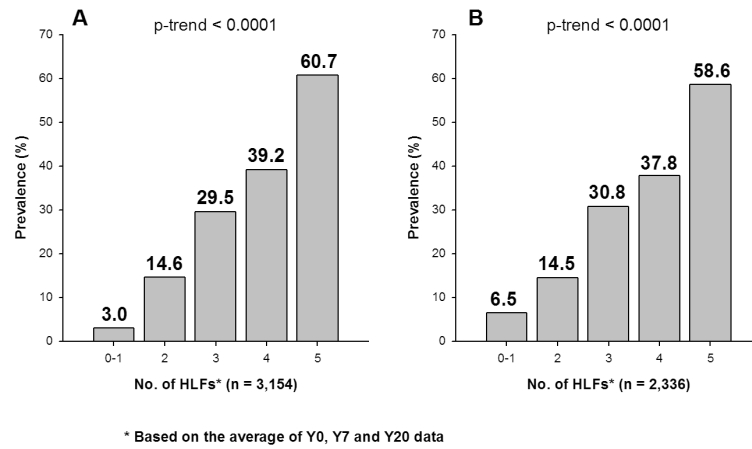 A
p-trend < 0.0001
Prevalence (%)
70
60
50
40
30
20
10
0
3.0
14.6
29.5
39.2
60.7
0-1 2 3 4 5
No. of HLFs* (n = 3,154)
B
p-trend < 0.0001
Prevalence (%)
70
60
50
40
30
20
10
0
6.5
14.5
30.8
37.8
58.6
0-1 2 3 4 5
No. of HLFs* (n = 2,336)
* Based on the average of Y0, Y7 and Y20 data